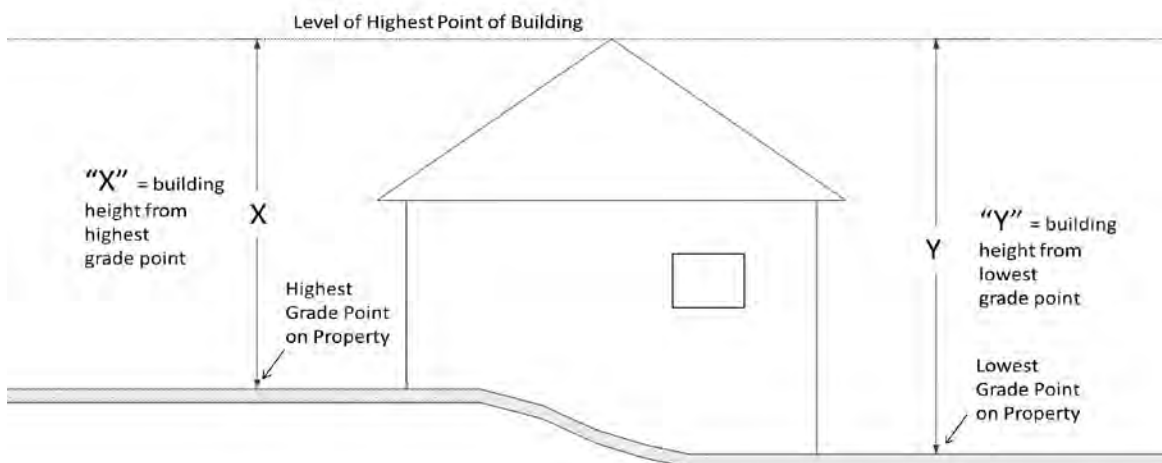 Level of Highest Point of Building
“X” = building
height from
highest
grade point
X
Highest
Grade Point
on Property
Y
“Y” = building
height from
lowest
grade point
Lowest
Grade Point
on Property